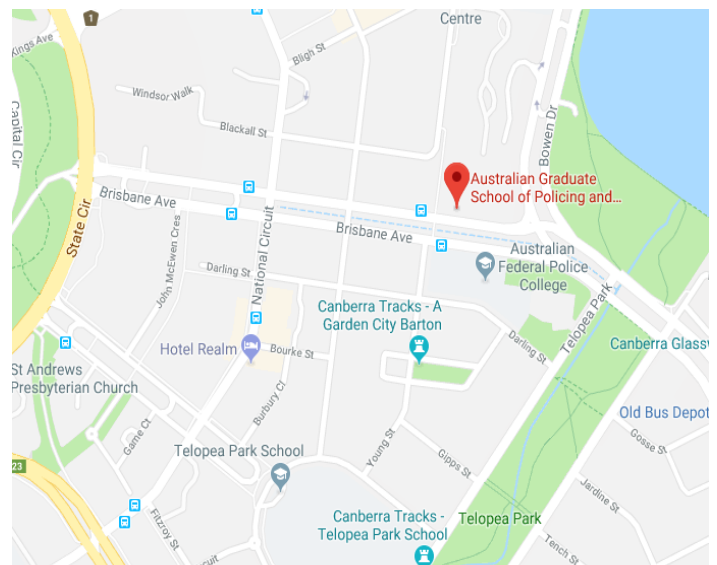 1
Centre
Kings Ave
Bligh St
Windsor Walk
Blackall St
Capital Cir
Bowen Dr
Australian Graduate
School of Policing and...
Brisbane Ave
State Cir
Brisbane Ave
John McEwen Cres
National Circuit
Australian
Federal Police
College
Darling St
Telopea Park
Canberra Tracks - A
Garden City Barton
Darling St
Canberra Glassw
Hotel Realm
Bourke St
St Andrews
Presbyterian Church
Burbury Cl
Old Bus Depot
Game Ct
Young St
Gosse St
Telopea Park School
Gipps St
23
Jardine St
Fitzroy St
Canberra Tracks -
Telopea Park School
Telopea Park
Tench St